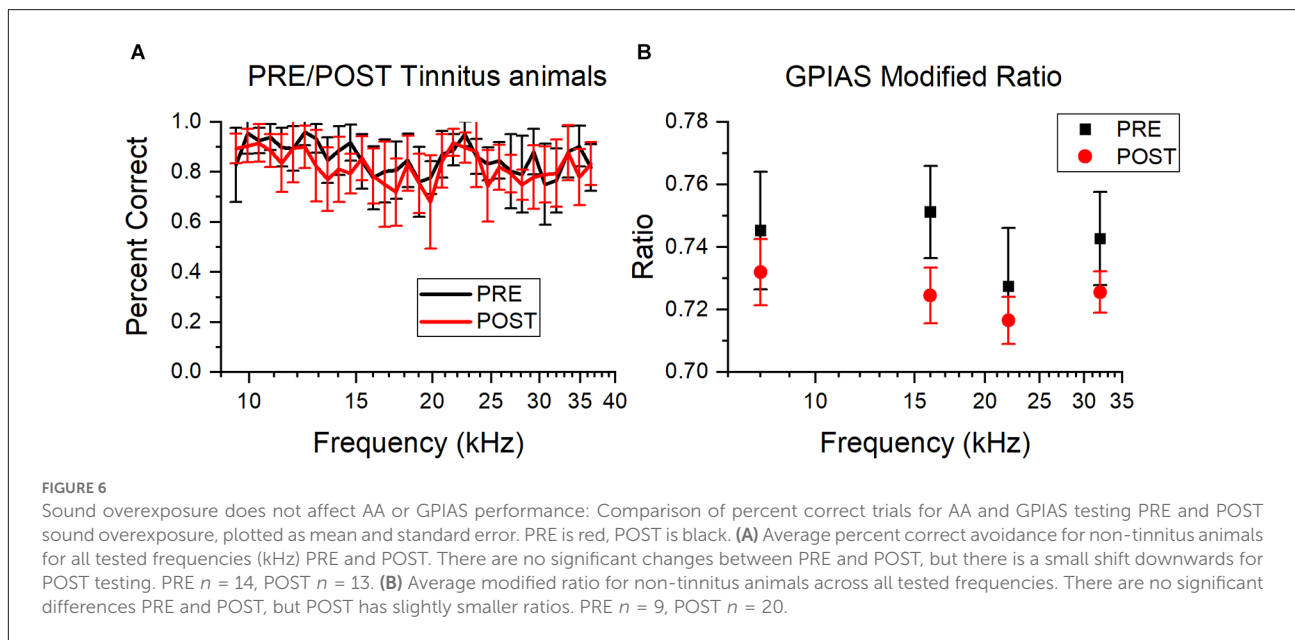 A
PRE/POST Tinnitus animals
1.0
0.8
0.6
0.4
0.2
0.0
Percent Correct
PRE
POST
10 15 20 25 30 35 40
Frequency (kHz)
B
GPIAS Modified Ratio
0.78
0.76
0.74
0.72
0.70
Ratio
PRE
POST
10 15 20 25 30 35
Frequency (kHz)
FIGURE 6
Sound overexposure does not affect AA or GPIAS performance: Comparison of percent correct trials for AA and GPIAS testing PRE and POST
sound overexposure, plotted as mean and standard error. PRE is red, POST is black. (A) Average percent correct avoidance for non-tinnitus animals
for all tested frequencies (kHz) PRE and POST. There are no significant changes between PRE and POST, but there is a small shift downwards for
POST testing. PRE n = 14, POST n = 13. (B) Average modified ratio for non-tinnitus animals across all tested frequencies. There are no significant
differences PRE and POST, but POST has slightly smaller ratios. PRE n = 9, POST n = 20.